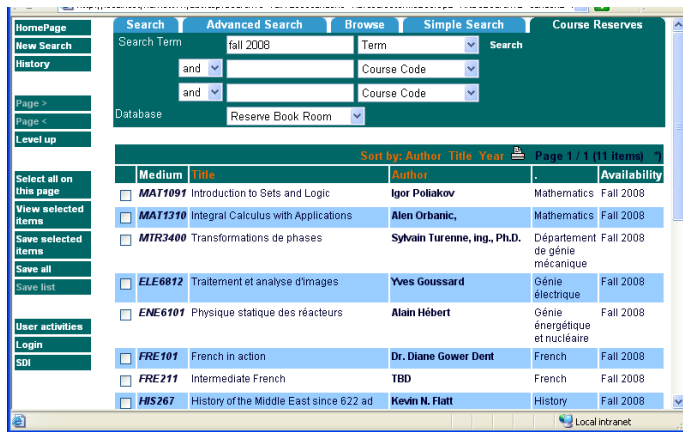 HomePage
New Search
History
Page >
Page <
Level up
Select all on
this page
View selected
items
Save selected
items
Save all
Save list
User activities
Login
SDI
Search Advanced Search Browse Simple Search Course Reserves
Search Term fall 2008 Term Search
and Course Code
and Course Code
Database Reserve Book Room
Sort by: Author Title Year Page 1 / 1 (11 items) *)
Medium Title Author . Availability
MAT1091 Introduction to Sets and Logic Igor Poliakov Mathematics Fall 2008
MAT1310 Integral Calculus with Applications Alen Orbanic, Mathematics Fall 2008
MTR3400 Transformations de phases Sylvain Turenne, ing., Ph.D. Département Fall 2008
de génie
mécanique
ELE6812 Traitement et analyse d'images Yves Goussard Génie Fall 2008
électrique
ENE6101 Physique statique des réacteurs Alain Hébert Génie Fall 2008
énergétique
et nucléaire
FRE101 French in action Dr. Diane Gower Dent French Fall 2008
FRE211 Intermediate French TBD French Fall 2008
HIS267 History of the Middle East since 622 ad Kevin N. Flatt History Fall 2008
Local intranet